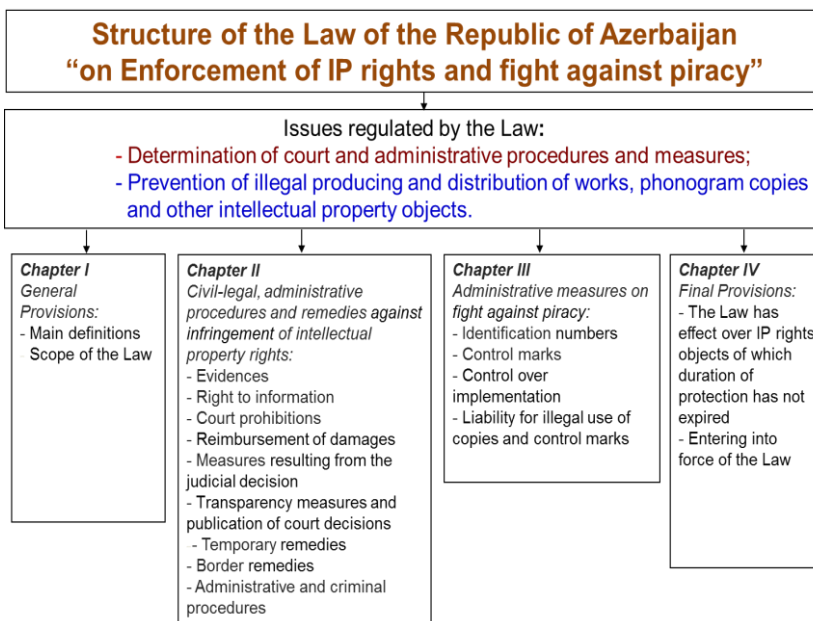 Structure of the Law of the Republic of Azerbaijan
“on Enforcement of IP rights and fight against piracy”
Issues regulated by the Law:
- Determination of court and administrative procedures and measures;
- Prevention of illegal producing and distribution of works, phonogram copies
and other intellectual property objects.
Chapter I
General
Provisions:
- Main definitions
- Scope of the Law
Chapter II
Civil-legal, administrative
procedures and remedies against
infringement of intellectual
property rights:
- Evidences
- Right to information
- Court prohibitions
- Reimbursement of damages
- Measures resulting from the
judicial decision
- Transparency measures and
publication of court decisions
- Temporary remedies
- Border remedies
- Administrative and criminal
procedures
Chapter III
Administrative measures on
fight against piracy:
- Identification numbers
- Control marks
- Control over
implementation
- Liability for illegal use of
copies and control marks
Chapter IV
Final Provisions:
- The Law has
effect over IP rights
objects of which
duration of
protection has not
expired
- Entering into
force of the Law